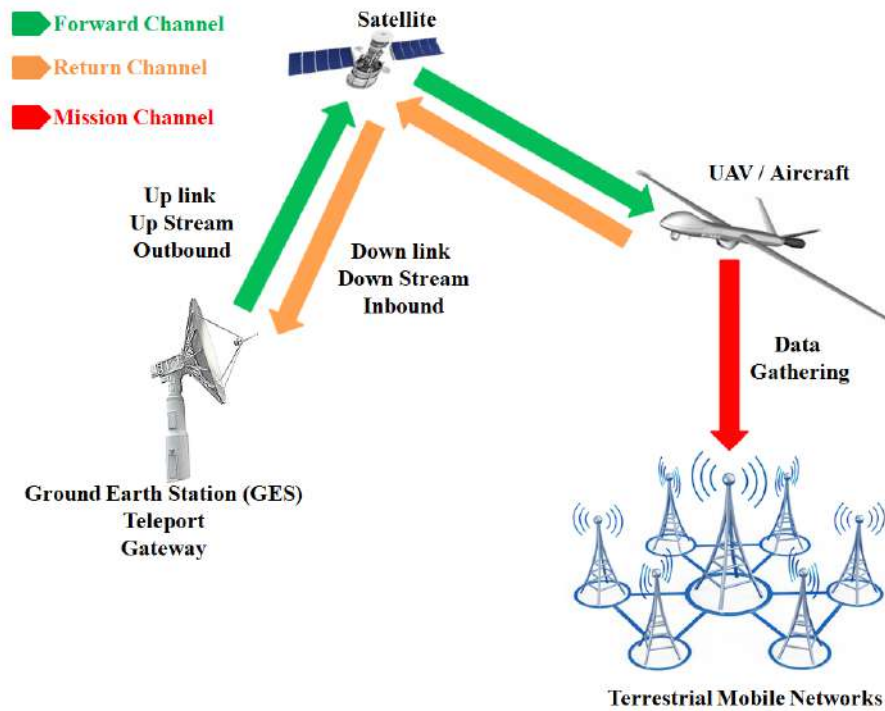 Forward Channel
Return Channel
Mission Channel
Satellite
UAV / Aircraft
Up link
Up Stream
Outbound
Down link
Down Stream
Inbound
Data
Gathering
Ground Earth Station (GES)
Teleport
Gateway
Terrestrial Mobile Networks